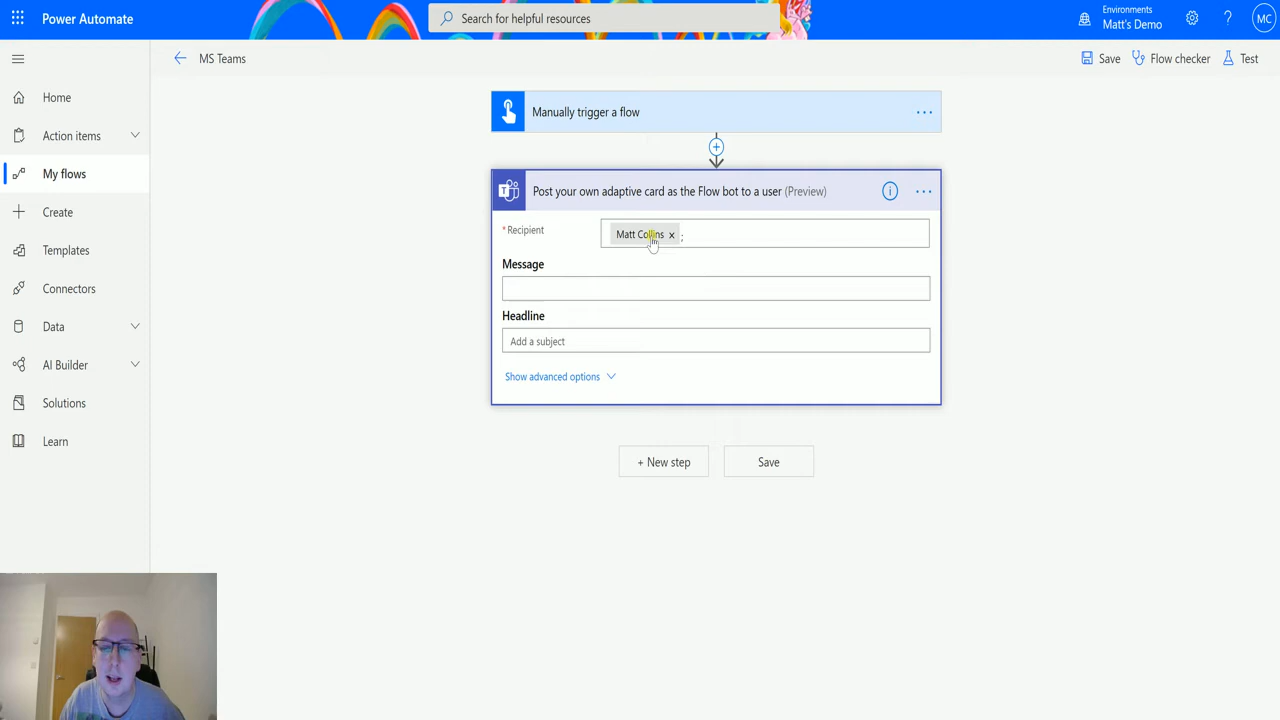 Power Automate
Search for helpful resources
Environments
Matt's Demo
?
MC
MS Teams
Save
Flow checker
Test
Home
Action items
My flows
Create
Templates
Connectors
Data
AI Builder
Solutions
Learn
Manually trigger a flow
Post your own adaptive card as the Flow bot to a user (Preview)
*Recipient
Matt Collins x ;
Message
Headline
Add a subject
Show advanced options
+ New step
Save